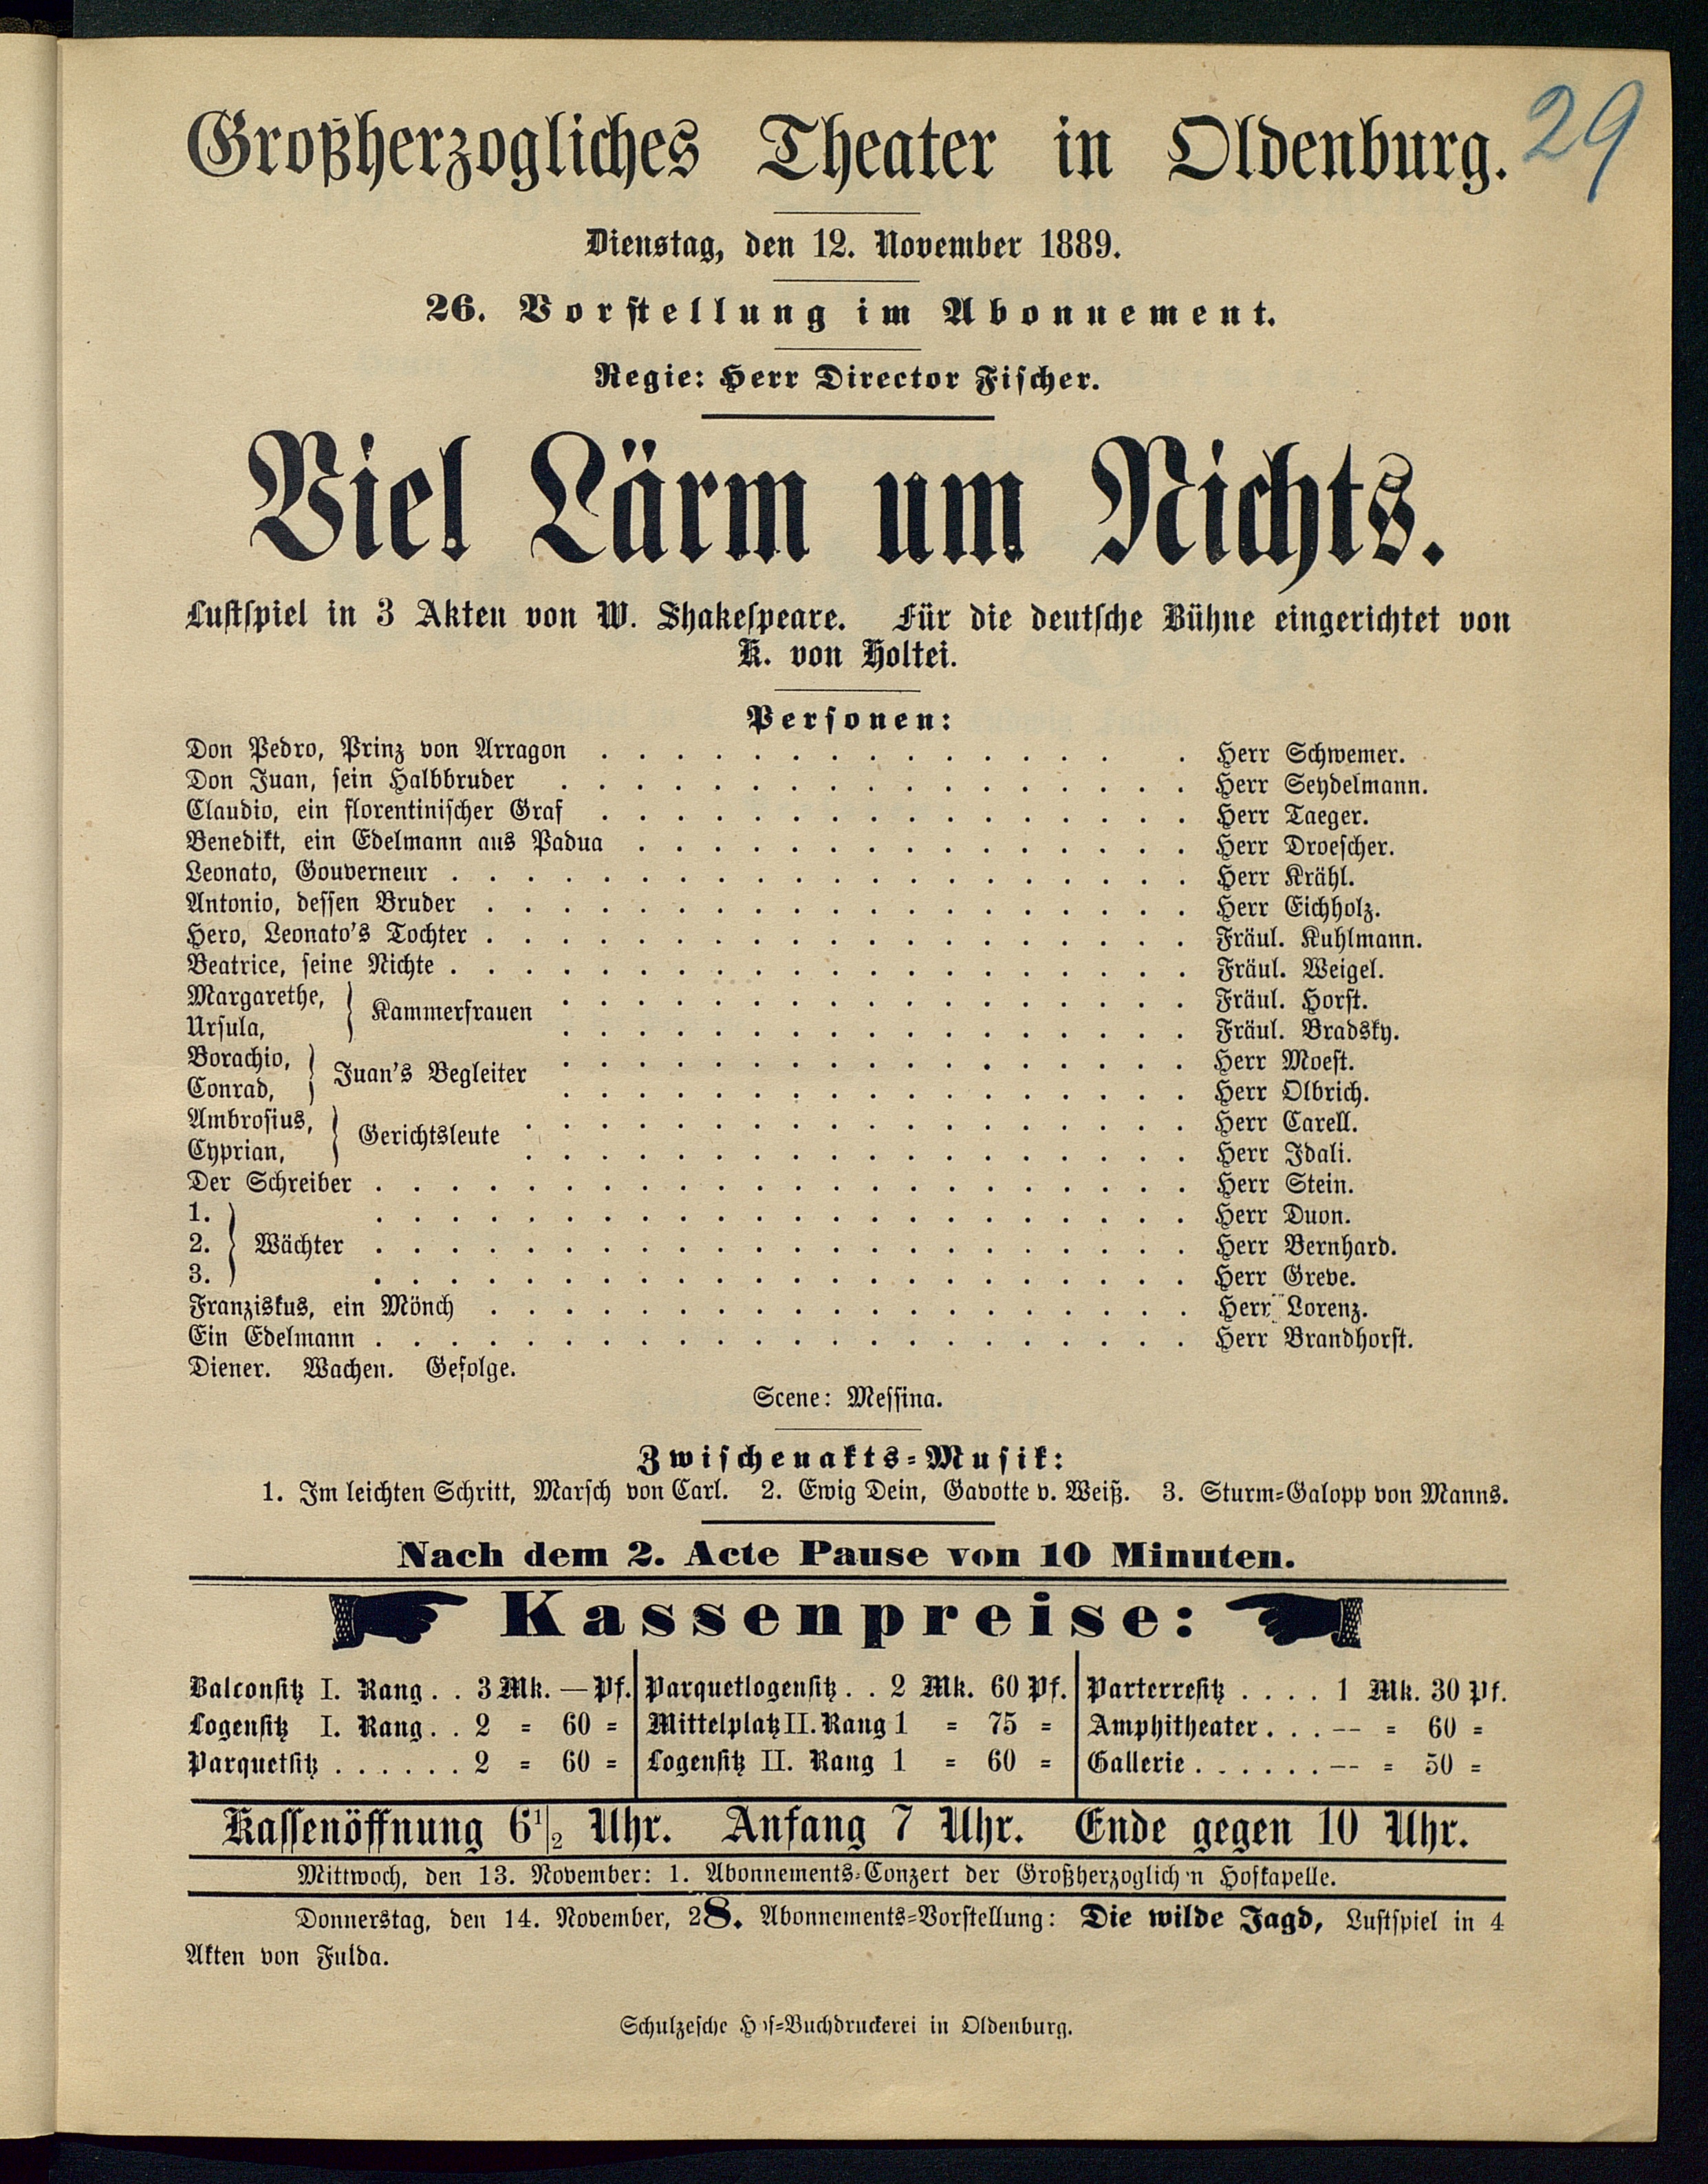 29
Großherzogliches Theater in Oldenburg.
Dienstag, den 12. November 1889.
26. Vorstellung im Abonnement.
Regie: Herr Director Fischer.
Viel Lärm um Nichts.
Lustspiel in 3 Akten von W. Shakespeare. Für die deutsche Bühne eingerichtet von
K. von Holtei.
Personen:
Don Pedro, Prinz von Arragon . . . . . . . . . . . . . . . Herr Schwemer.
Don Juan, sein Halbbruder . . . . . . . . . . . . . . . . . Herr Seydelmann.
Claudio, ein florentinischer Graf . . . . . . . . . . . . . . . . Herr Taeger.
Benedikt, ein Edelmann aus Padua . . . . . . . . . . . . . . . Herr Droescher.
Leonato, Gouverneur . . . . . . . . . . . . . . . . . . . . Herr Krähl.
Antonio, dessen Bruder . . . . . . . . . . . . . . . . . . . Herr Eichholz.
Hero, Leonato's Tochter . . . . . . . . . . . . . . . . . . . Fräul. Kuhlmann.
Beatrice, seine Nichte . . . . . . . . . . . . . . . . . . . . Fräul. Weigel.
Margarethe, } Kammerfrauen . . . . . . . . . . . . . . . . . Fräul. Horst.
Ursula, . . . . . . . . . . . . . . . . . Fräul. Bradsky.
Borachio, } Juan's Begleiter . . . . . . . . . . . . . . . . . Herr Moest.
Conrad, . . . . . . . . . . . . . . . . . Herr Olbrich.
Ambrosius, } Gerichtsleute . . . . . . . . . . . . . . . . . . Herr Carell.
Cyprian, . . . . . . . . . . . . . . . . . . Herr Idali.
Der Schreiber . . . . . . . . . . . . . . . . . . . . . . Herr Stein.
1. . . . . . . . . . . . . . . . . . . . . . . Herr Duon.
2. } Wächter . . . . . . . . . . . . . . . . . . . . . . Herr Bernhard.
3. . . . . . . . . . . . . . . . . . . . . . . Herr Greve.
Franziskus, ein Mönch . . . . . . . . . . . . . . . . . . . Herr Lorenz.
Ein Edelmann . . . . . . . . . . . . . . . . . . . . . . Herr Brandhorst.
Diener. Wachen. Gefolge.
Scene: Messina.
Zwischenakts-Musik:
1. Im leichten Schritt, Marsch von Carl. 2. Ewig Dein, Gavotte v. Weiß. 3. Sturm-Galopp von Manns.
Nach dem 2. Acte Pause von 10 Minuten.
Kassenpreise:
Balconsitz I. Rang . . 3 Mk. — Pf. Parquetlogensitz . . 2 Mk. 60 Pf. Parterresitz . . . . 1 Mk. 30 Pf.
Logensitz I. Rang . . 2 = 60 = Mittelplatz II. Rang 1 = 75 = Amphitheater . . . -- = 60 =
Parquetsitz . . . . . . 2 = 60 = Logensitz II. Rang 1 = 60 = Gallerie . . . . . . -- = 50 =
Kassenöffnung 6 1/2 Uhr. Anfang 7 Uhr. Ende gegen 10 Uhr.
Mittwoch, den 13. November: 1. Abonnements-Conzert der Großherzoglich'n Hofkapelle.
Donnerstag, den 14. November, 28. Abonnements-Vorstellung: Die wilde Jagd, Lustspiel in 4
Akten von Fulda.
Schulzesche Hof-Buchdruckerei in Oldenburg.